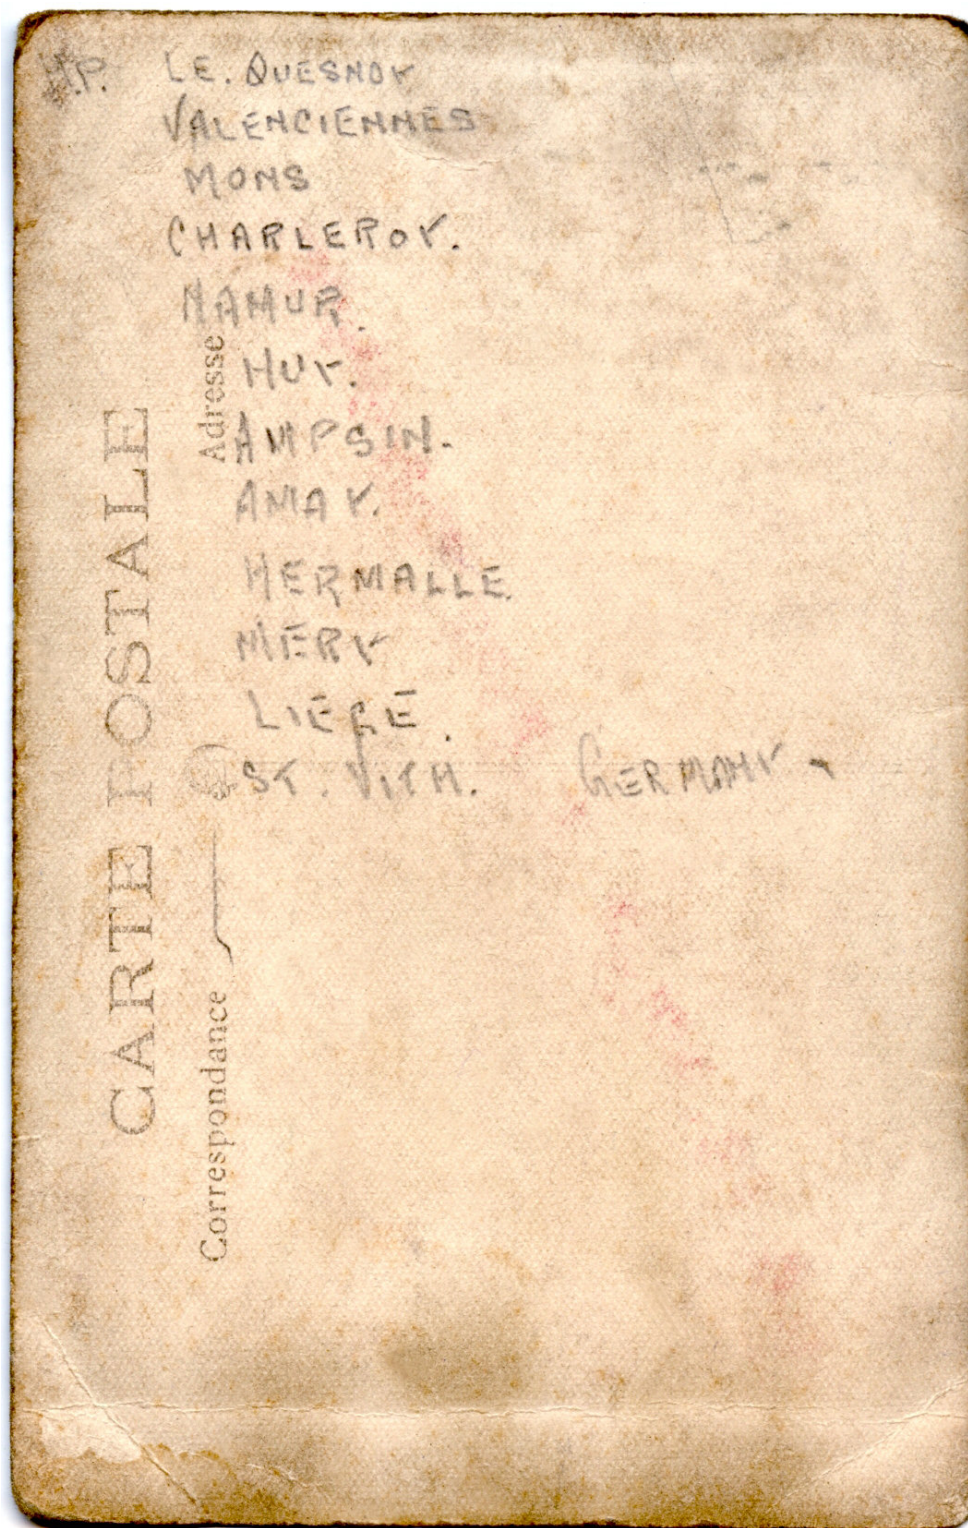 LE. QUESNOY
VALENCIENNES
MONS
CHARLEROY.
NAMUR.
HUY.
AMPSIN.
AMAY.
HERMALLE.
MERY
LIEGE.
ST. VITH. GERMANY.
CARTE POSTALE
Adresse
Correspondance